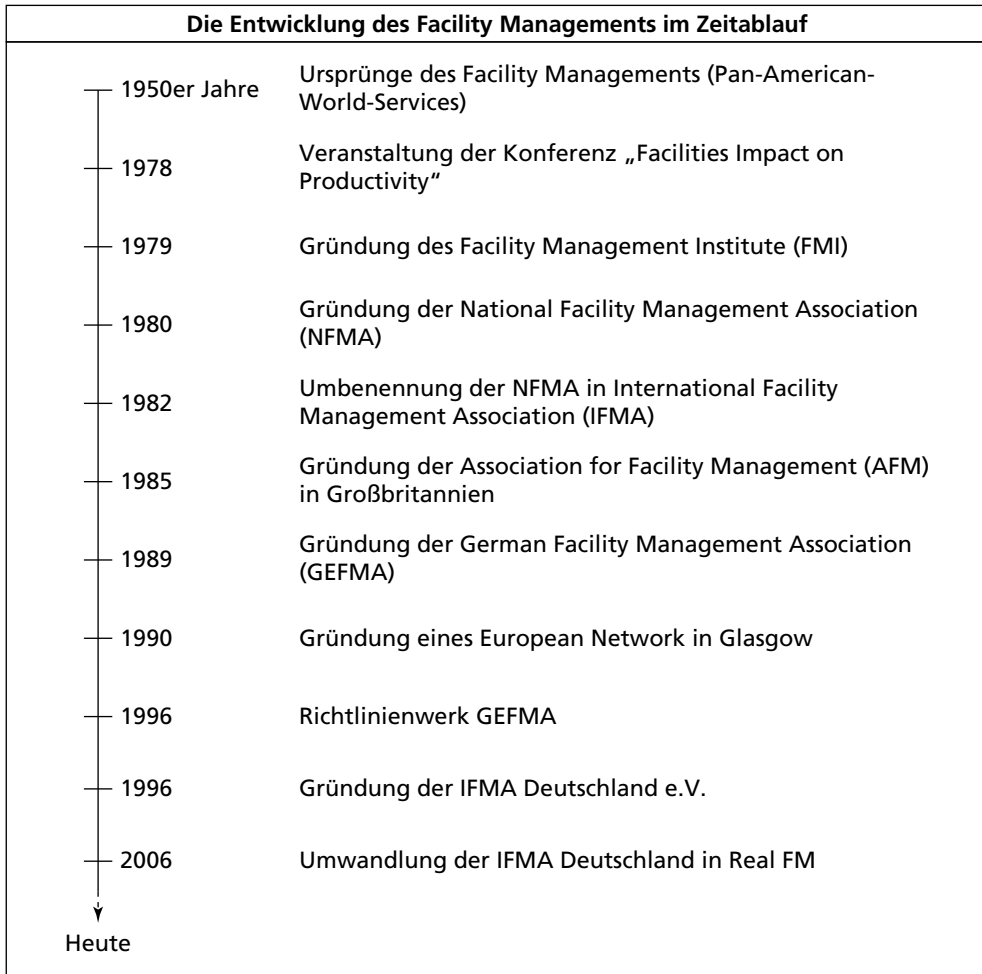 Die Entwicklung des Facility Managements im Zeitablauf
1950er Jahre
Ursprünge des Facility Managements (Pan-American-
World-Services)
1978
Veranstaltung der Konferenz „Facilities Impact on
Productivity“
1979
Gründung des Facility Management Institute (FMI)
1980
Gründung der National Facility Management Association
(NFMA)
1982
Umbenennung der NFMA in International Facility
Management Association (IFMA)
1985
Gründung der Association for Facility Management (AFM)
in Großbritannien
1989
Gründung der German Facility Management Association
(GEFMA)
1990
Gründung eines European Network in Glasgow
1996
Richtlinienwerk GEFMA
1996
Gründung der IFMA Deutschland e.V.
2006
Umwandlung der IFMA Deutschland in Real FM
Heute